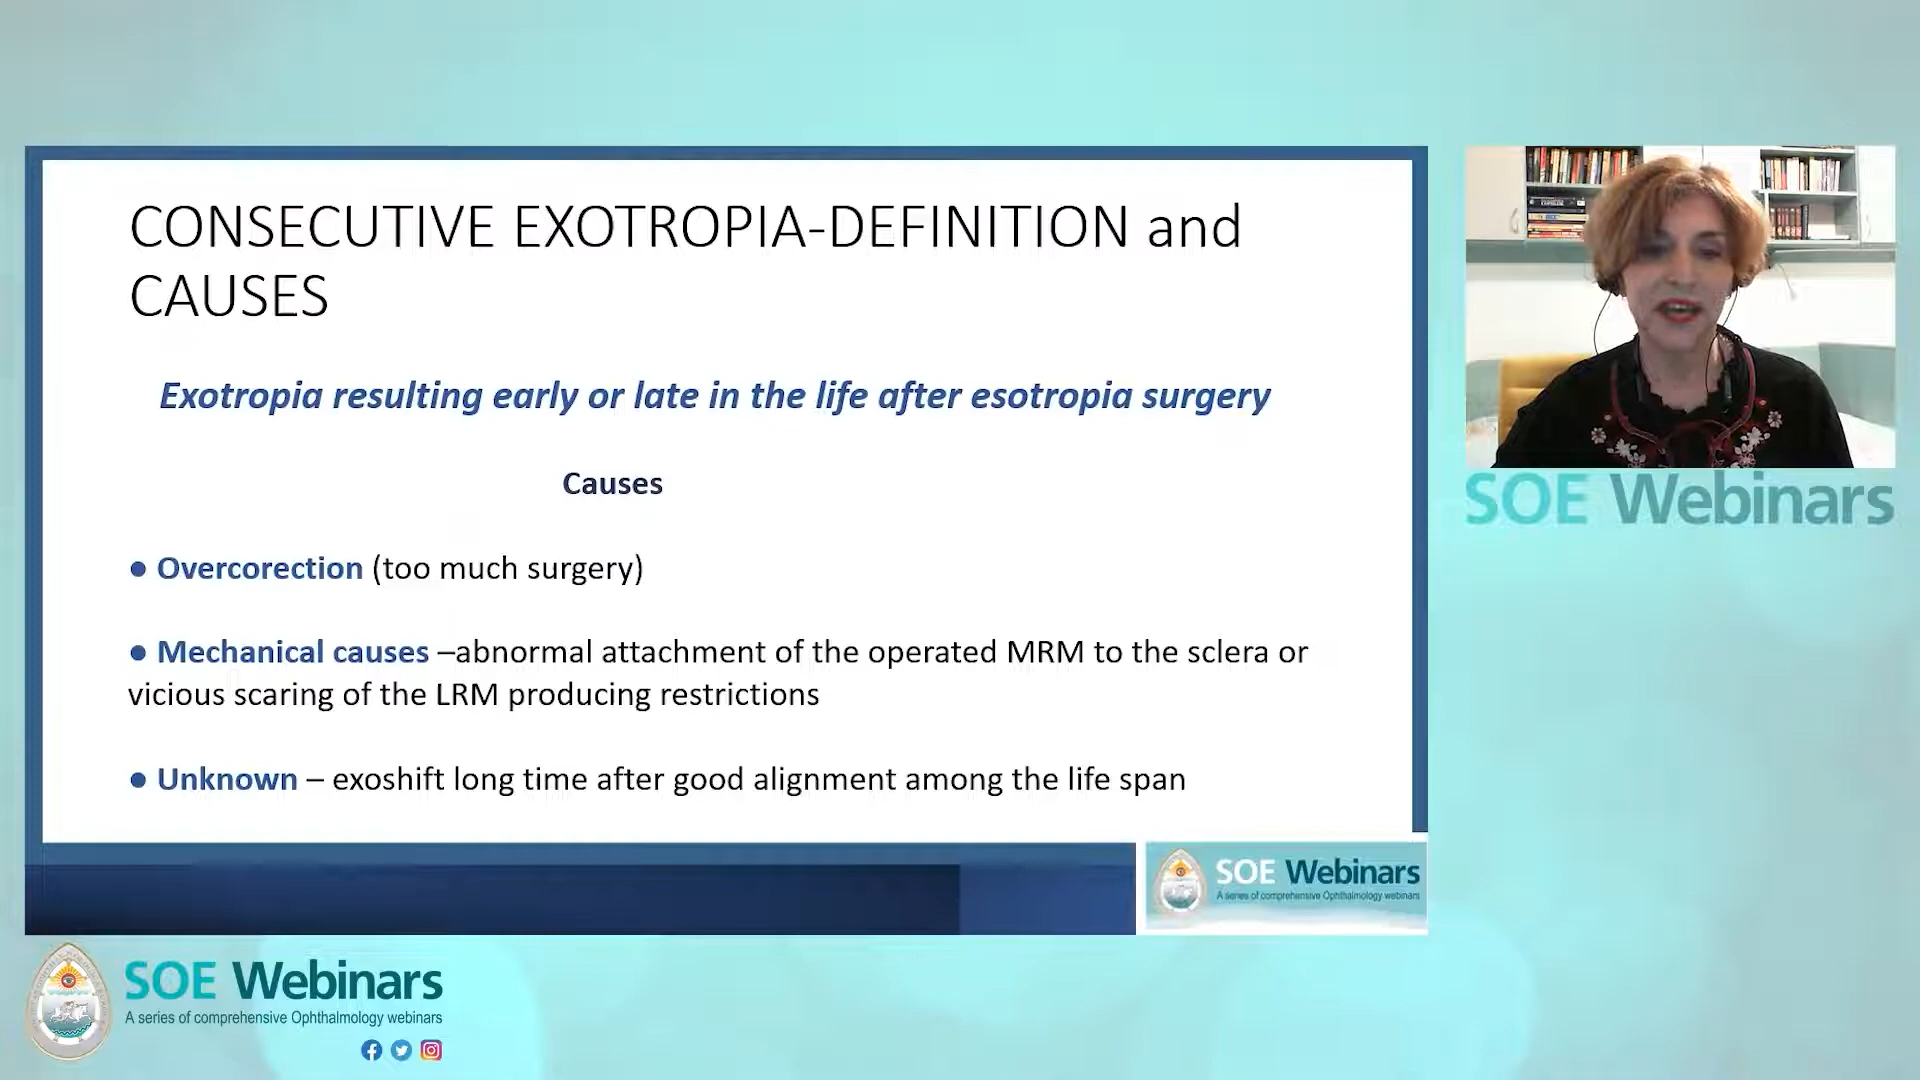 CONSECUTIVE EXOTROPIA-DEFINITION and
CAUSES
Exotropia resulting early or late in the life after esotropia surgery
Causes
● Overcorection (too much surgery)
● Mechanical causes –abnormal attachment of the operated MRM to the sclera or
vicious scaring of the LRM producing restrictions
● Unknown – exoshift long time after good alignment among the life span
SOE Webinars
A series of comprehensive Ophthalmology webinars
SOE Webinars
SOE Webinars
A series of comprehensive Ophthalmology webinars